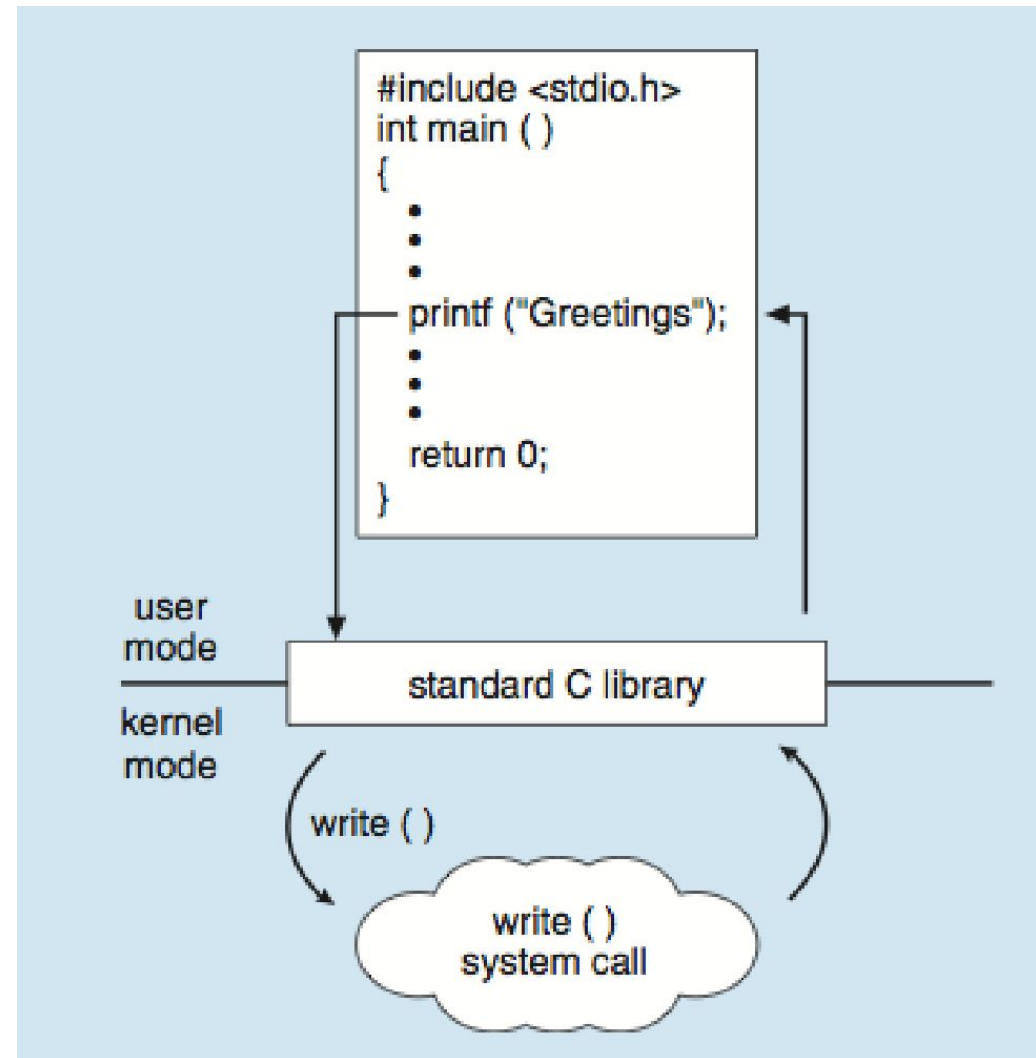 #include <stdio.h>
int main ( )
{
•
•
•
printf ("Greetings");
•
•
•
return 0;
}
user
mode
standard C library
kernel
mode
write ( )
write ( )
system call